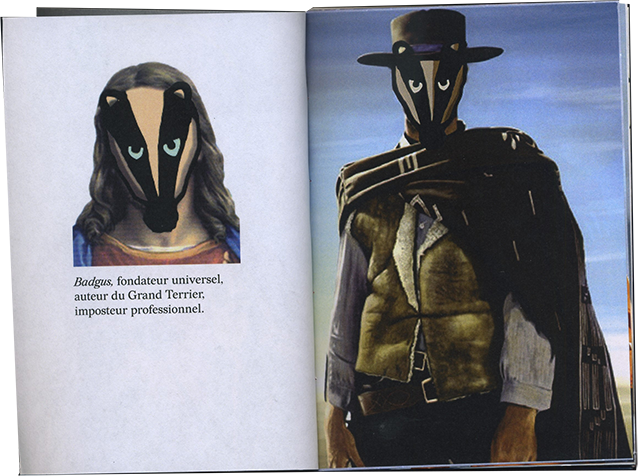 Badgus, fondateur universel,
auteur du Grand Terrier,
imposteur professionnel.